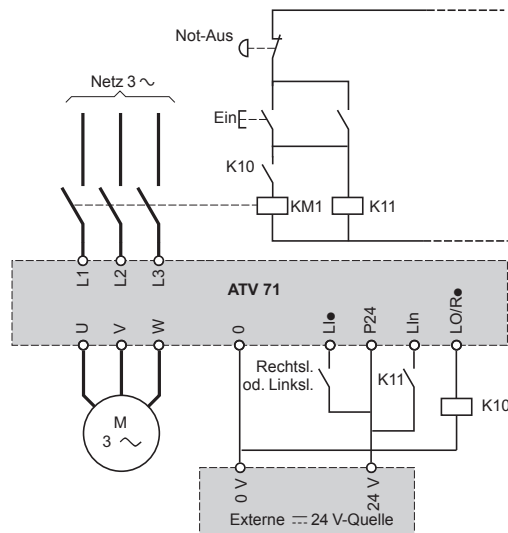 Not-Aus
Netz 3 ~
Ein
K10
KM1
K11
L1
L2
L3
ATV 71
U
V
W
0
LI●
P24
LIn
LO/R●
Rechtsl.
od. Linksl.
K11
K10
M
3 ~
0 V
24 V
Externe ⎓ 24 V-Quelle